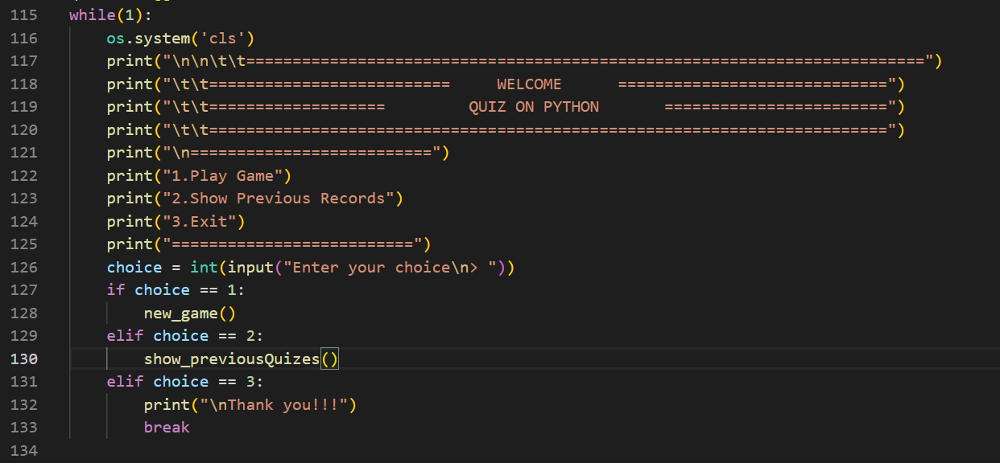 115 while(1):
116     os.system('cls')
117     print("\n\n\t\t=========================================================================")
118     print("\t\t==========================     WELCOME      =============================")
119     print("\t\t===================         QUIZ ON PYTHON       ========================")
120     print("\t\t=========================================================================")
121     print("\n==========================")
122     print("1.Play Game")
123     print("2.Show Previous Records")
124     print("3.Exit")
125     print("==========================")
126     choice = int(input("Enter your choice\n> "))
127     if choice == 1:
128         new_game()
129     elif choice == 2:
130         show_previousQuizes()
131     elif choice == 3:
132         print("\nThank you!!!")
133         break
134